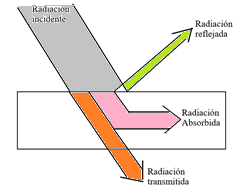 Radiación
incidente
Radiación
reflejada
Radiación
Absorbida
Radiación
transmitida